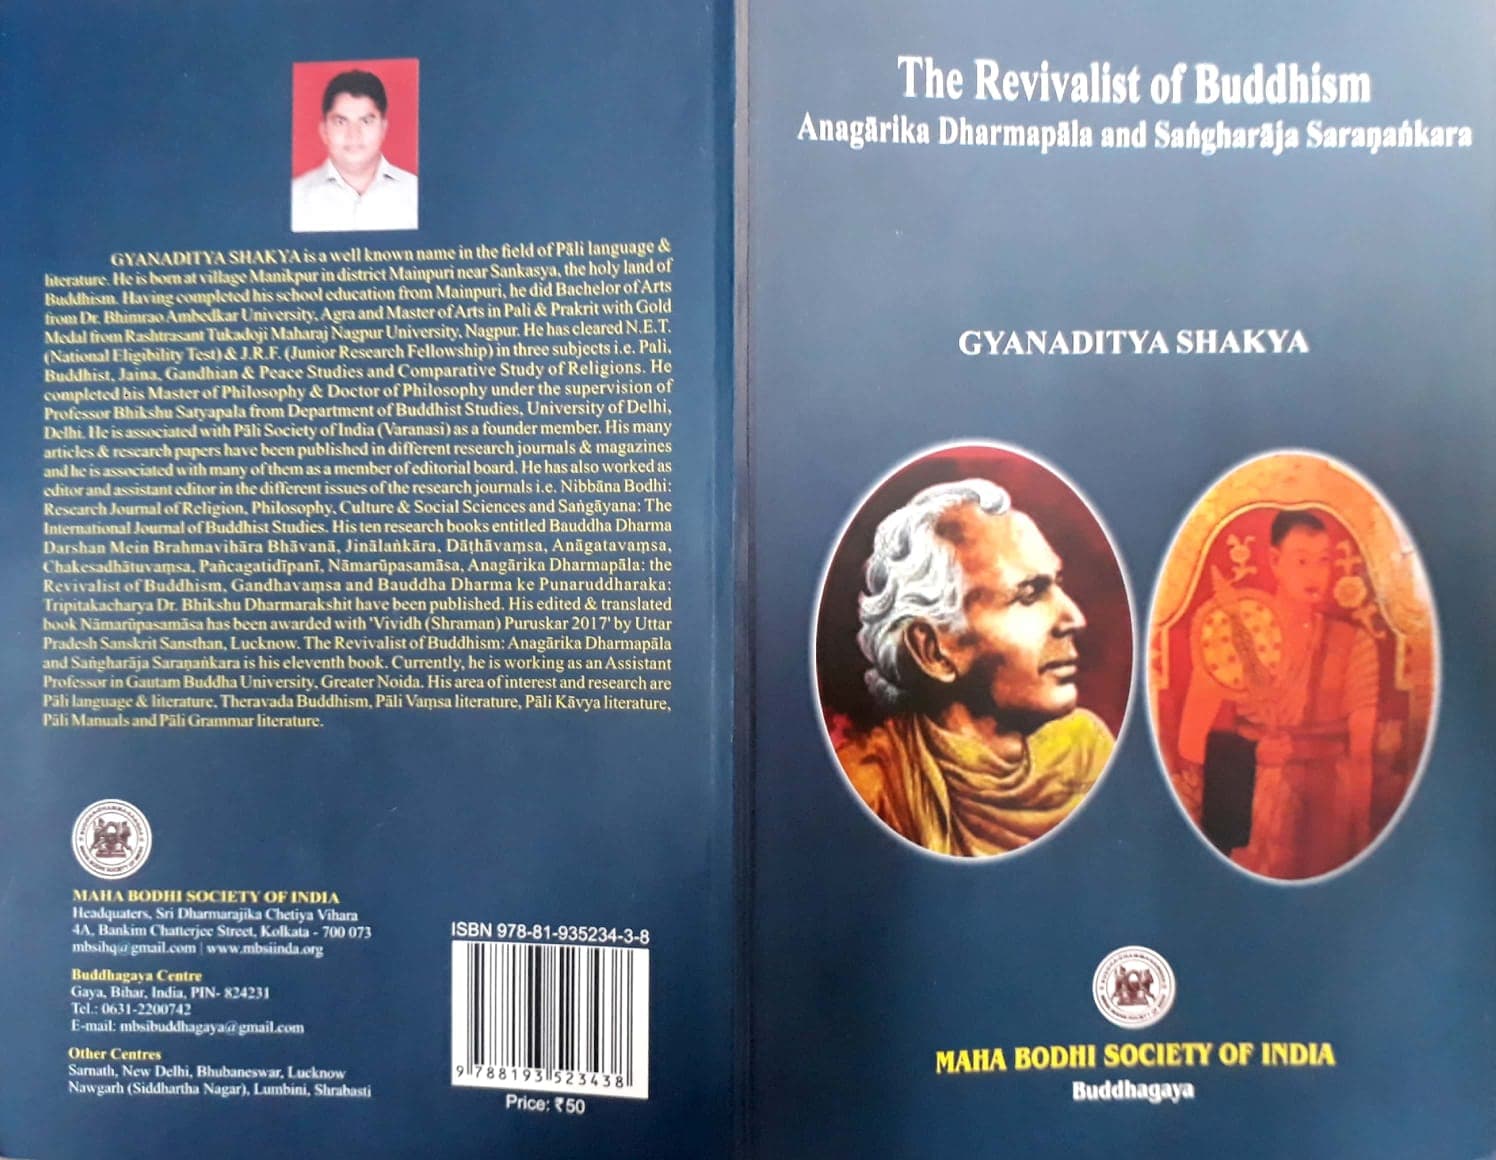 GYANADITYA SHAKYA is a well known name in the field of Pāli language &
literature. He is born at village Manikpur in district Mainpuri near Sankasya, the holy land of
Buddhism. Having completed his school education from Mainpuri, he did Bachelor of Arts
from Dr. Bhimrao Ambedkar University, Agra and Master of Arts in Pali & Prakrit with Gold
Medal from Rashtrasant Tukadoji Maharaj Nagpur University, Nagpur. He has cleared N.E.T.
(National Eligibility Test) & J.R.F. (Junior Research Fellowship) in three subjects i.e. Pali,
Buddhist, Jaina, Gandhian & Peace Studies and Comparative Study of Religions. He
completed his Master of Philosophy & Doctor of Philosophy under the supervision of
Professor Bhikshu Satyapala from Department of Buddhist Studies, University of Delhi,
Delhi. He is associated with Pāli Society of India (Varanasi) as a founder member. His many
articles & research papers have been published in different research journals & magazines
and he is associated with many of them as a member of editorial board. He has also worked as
editor and assistant editor in the different issues of the research journals i.e. Nibbāna Bodhi:
Research Journal of Religion, Philosophy, Culture & Social Sciences and Saṅgāyana: The
International Journal of Buddhist Studies. His ten research books entitled Bauddha Dharma
Darshan Mein Brahmavihāra Bhāvanā, Jinālaṅkāra, Dāṭhāvaṃsa, Anāgatavaṃsa,
Chakesadhātuvaṃsa, Pañcagatidīpanī, Nāmarūpasamāsa, Anagārika Dharmapāla: the
Revivalist of Buddhism, Gandhavaṃsa and Bauddha Dharma ke Punaruddharaka:
Tripitakacharya Dr. Bhikshu Dharmarakshit have been published. His edited & translated
book Nāmarūpasamāsa has been awarded with 'Vividh (Shraman) Puruskar 2017' by Uttar
Pradesh Sanskrit Sansthan, Lucknow. The Revivalist of Buddhism: Anagārika Dharmapāla
and Saṅgharāja Saraṇaṅkara is his eleventh book. Currently, he is working as an Assistant
Professor in Gautam Buddha University, Greater Noida. His area of interest and research are
Pāli language & literature, Theravada Buddhism, Pāli Vaṃsa literature, Pāli Kāvya literature,
Pāli Manuals and Pāli Grammar literature.
MAHA BODHI SOCIETY OF INDIA
Headquaters, Sri Dharmarajika Chetiya Vihara
4A, Bankim Chatterjee Street, Kolkata - 700 073
mbsihq@gmail.com | www.mbsiinda.org
Buddhagaya Centre
Gaya, Bihar, India, PIN- 824231
Tel.: 0631-2200742
E-mail: mbsibuddhagaya@gmail.com
Other Centres
Sarnath, New Delhi, Bhubaneswar, Lucknow
Nawgarh (Siddhartha Nagar), Lumbini, Shrabasti
ISBN 978-81-935234-3-8
9 788193 523438
Price: ₹50
The Revivalist of Buddhism
Anagārika Dharmapāla and Saṅgharāja Saraṇaṅkara
GYANADITYA SHAKYA
MAHA BODHI SOCIETY OF INDIA
Buddhagaya